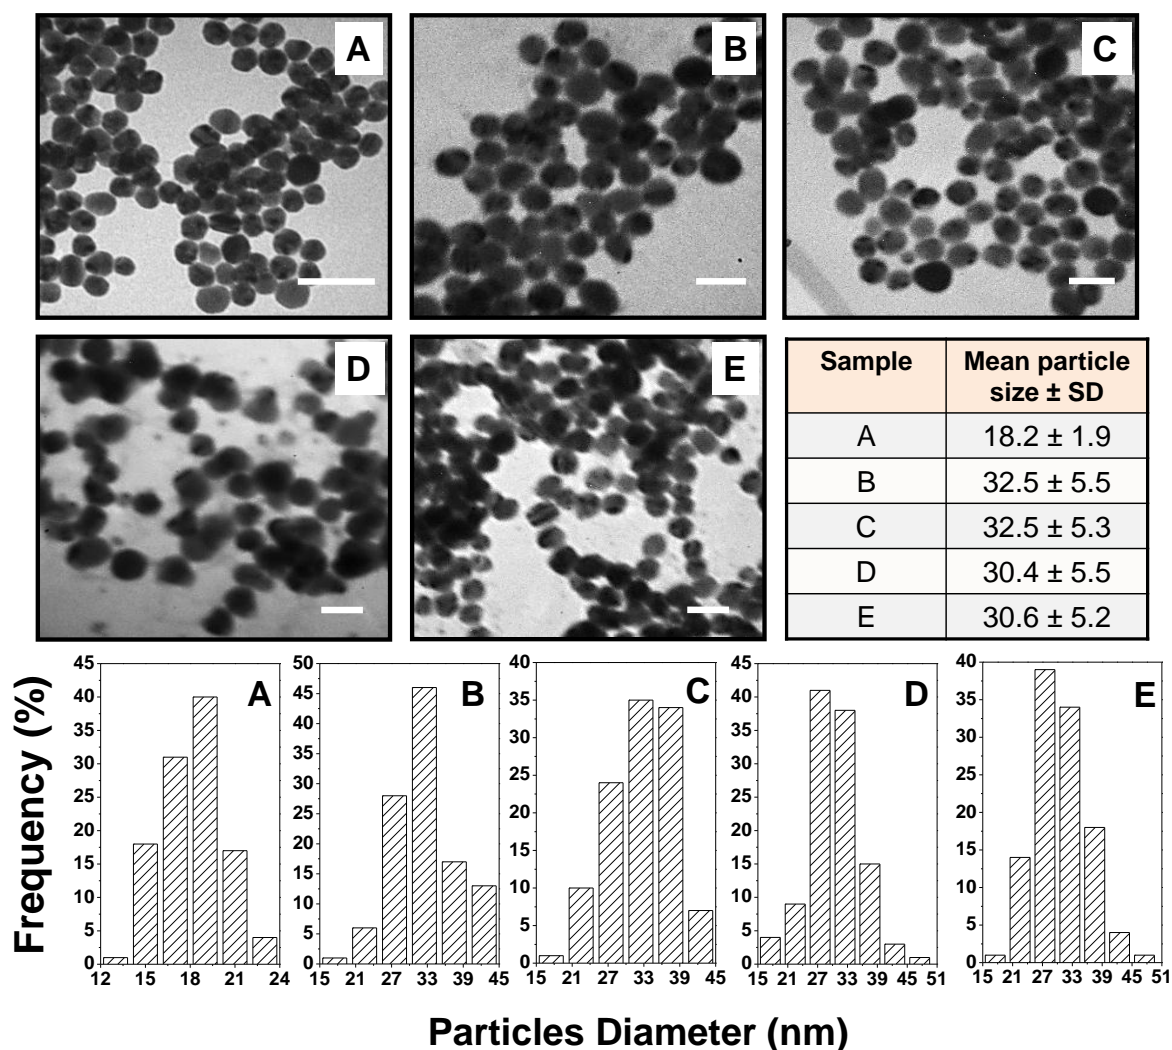 A
B
C
D
E
Sample
Mean particle size ± SD
A
18.2 ± 1.9
B
32.5 ± 5.5
C
32.5 ± 5.3
D
30.4 ± 5.5
E
30.6 ± 5.2
Frequency (%)
45
40
35
30
25
20
15
10
5
0
A
12 15 18 21 24
50
45
40
35
30
25
20
15
10
5
0
B
15 21 27 33 39 45
40
35
30
25
20
15
10
5
0
C
15 21 27 33 39 45
45
40
35
30
25
20
15
10
5
0
D
15 21 27 33 39 45 51
40
35
30
25
20
15
10
5
0
E
15 21 27 33 39 45 51
Particles Diameter (nm)